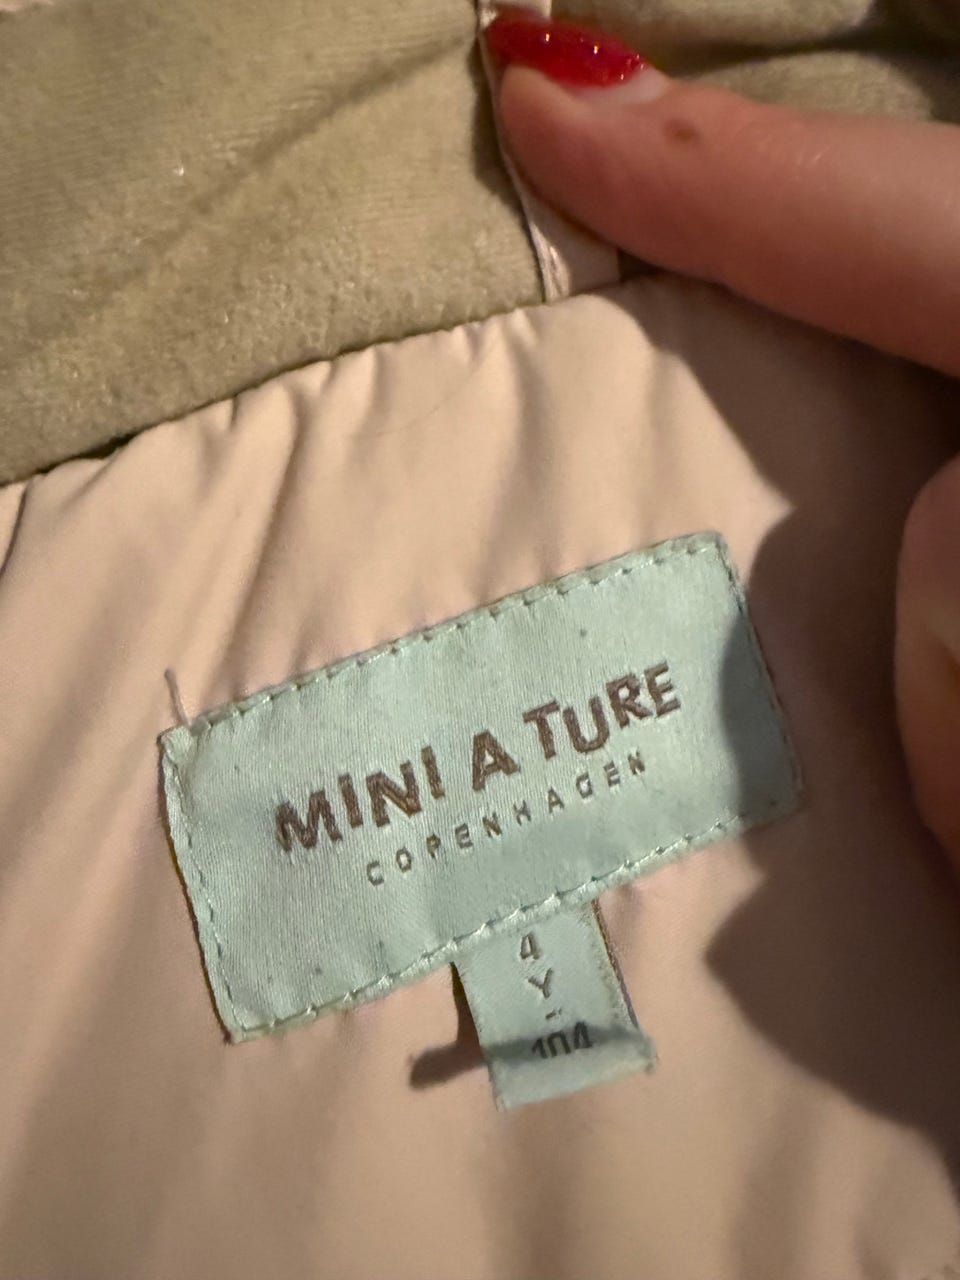 MINI A TURE
COPENHAGEN
4
Y
-
104